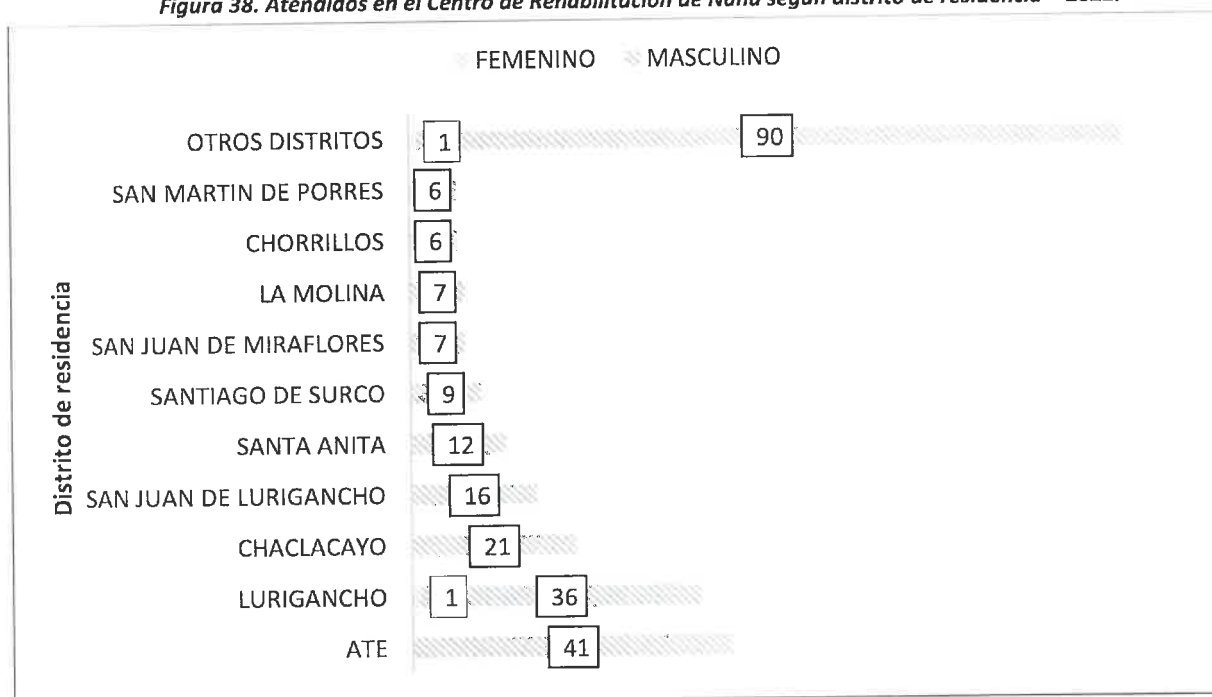 Figura 38. Atendidos en el Centro de Rehabilitación de Ñaña según distrito de residencia –
FEMENINO MASCULINO
OTROS DISTRITOS 1 90
SAN MARTIN DE PORRES 6
CHORRILLOS 6
LA MOLINA 7
SAN JUAN DE MIRAFLORES 7
SANTIAGO DE SURCO 9
SANTA ANITA 12
SAN JUAN DE LURIGANCHO 16
CHACLACAYO 21
LURIGANCHO 1 36
ATE 41
Distrito de residencia